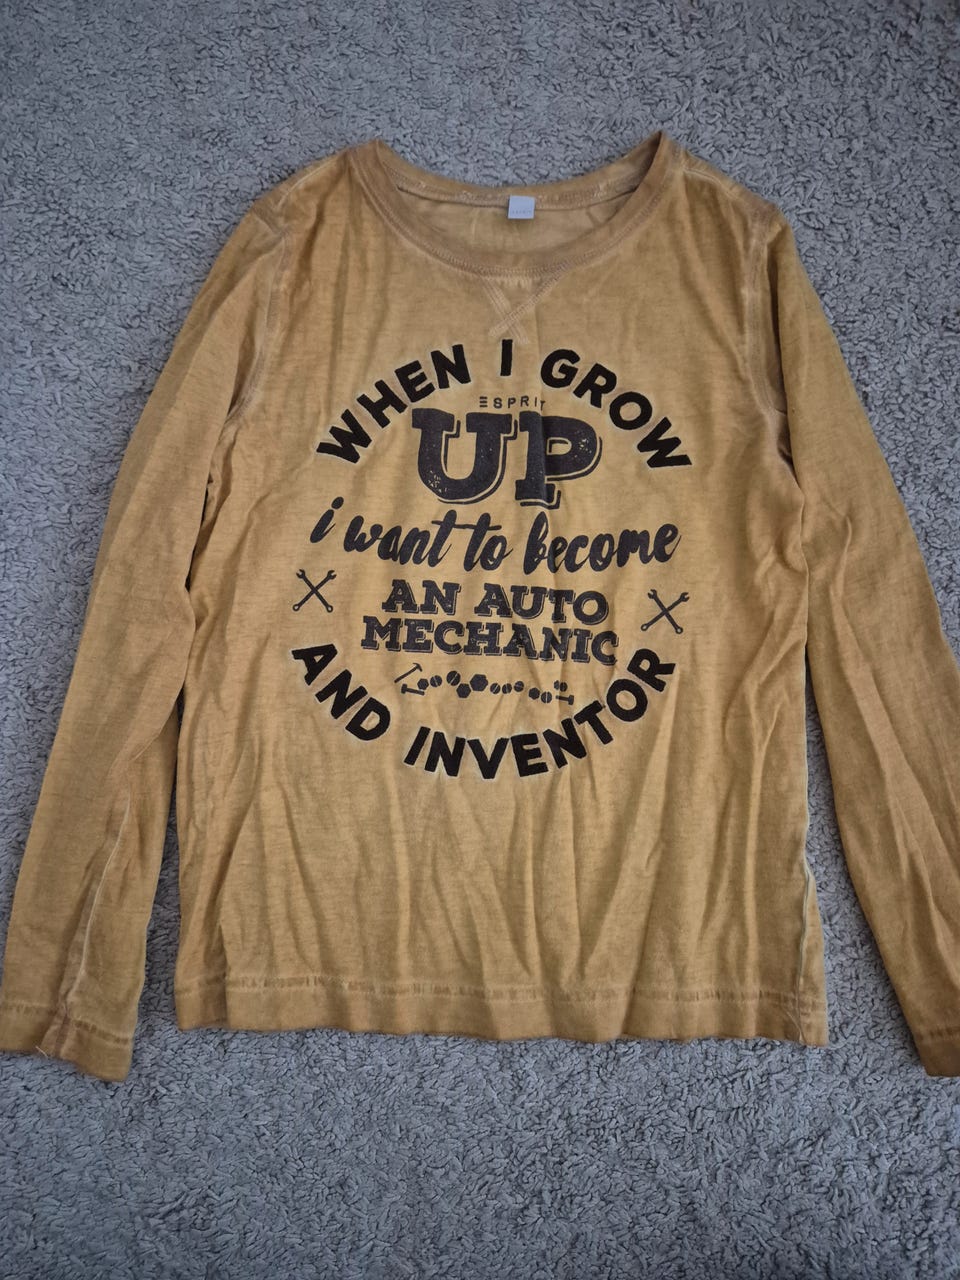 WHEN I GROW
ESPRIT
UP
i want to become
AN AUTO
MECHANIC
AND INVENTOR